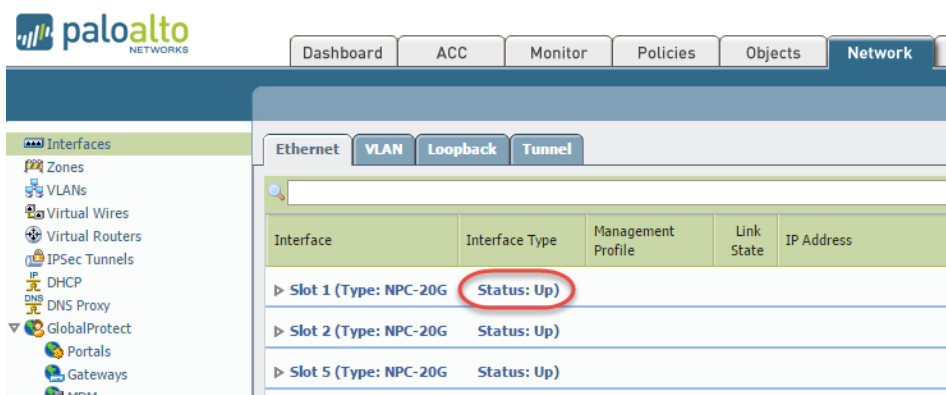 paloalto
NETWORKS
Dashboard ACC Monitor Policies Objects Network
Interfaces
Zones
VLANs
Virtual Wires
Virtual Routers
IPSec Tunnels
IP
DHCP
DNS
DNS Proxy
GlobalProtect
Portals
Gateways
MDM
Ethernet VLAN Loopback Tunnel
Interface Interface Type Management Profile Link State IP Address
Slot 1 (Type: NPC-20G Status: Up)
Slot 2 (Type: NPC-20G Status: Up)
Slot 5 (Type: NPC-20G Status: Up)